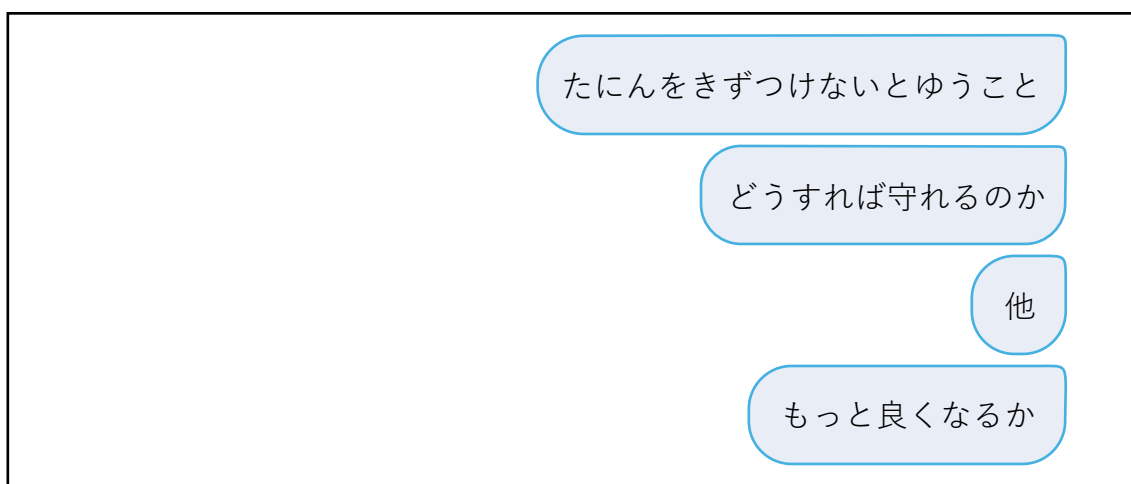 たにんをきずつけないとゆうこと
どうすれば守れるのか
他
もっと良くなるか